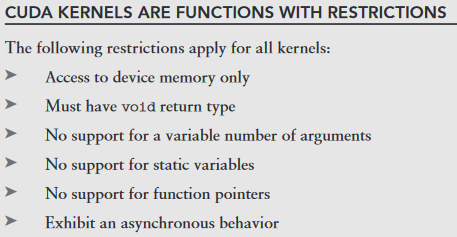 CUDA KERNELS ARE FUNCTIONS WITH RESTRICTIONS
The following restrictions apply for all kernels:
➤ Access to device memory only
➤ Must have void return type
➤ No support for a variable number of arguments
➤ No support for static variables
➤ No support for function pointers
➤ Exhibit an asynchronous behavior